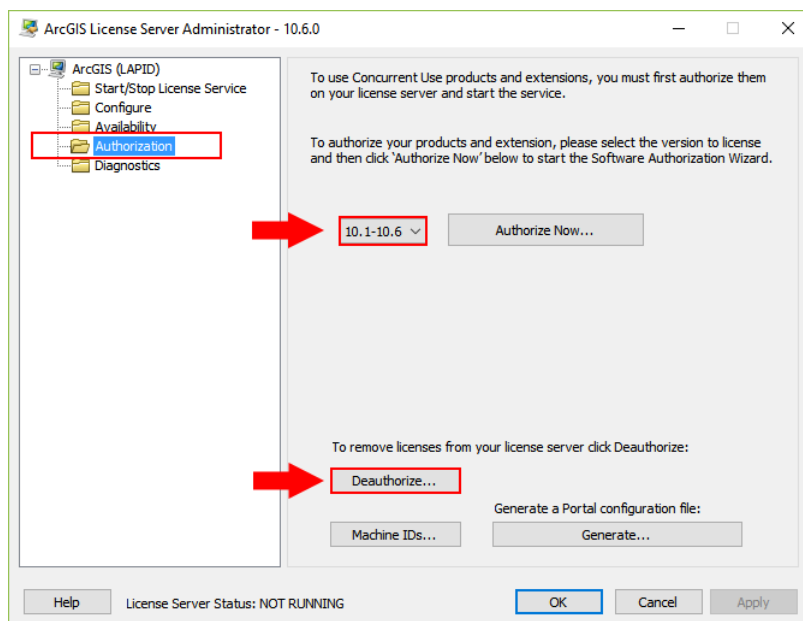 ArcGIS License Server Administrator - 10.6.0
ArcGIS (LAPID)
Start/Stop License Service
Configure
Availability
Authorization
Diagnostics
To use Concurrent Use products and extensions, you must first authorize them
on your license server and start the service.
To authorize your products and extension, please select the version to license
and then click 'Authorize Now' below to start the Software Authorization Wizard.
10.1-10.6
Authorize Now...
To remove licenses from your license server click Deauthorize:
Deauthorize...
Generate a Portal configuration file:
Machine IDs...
Generate...
Help
License Server Status: NOT RUNNING
OK
Cancel
Apply